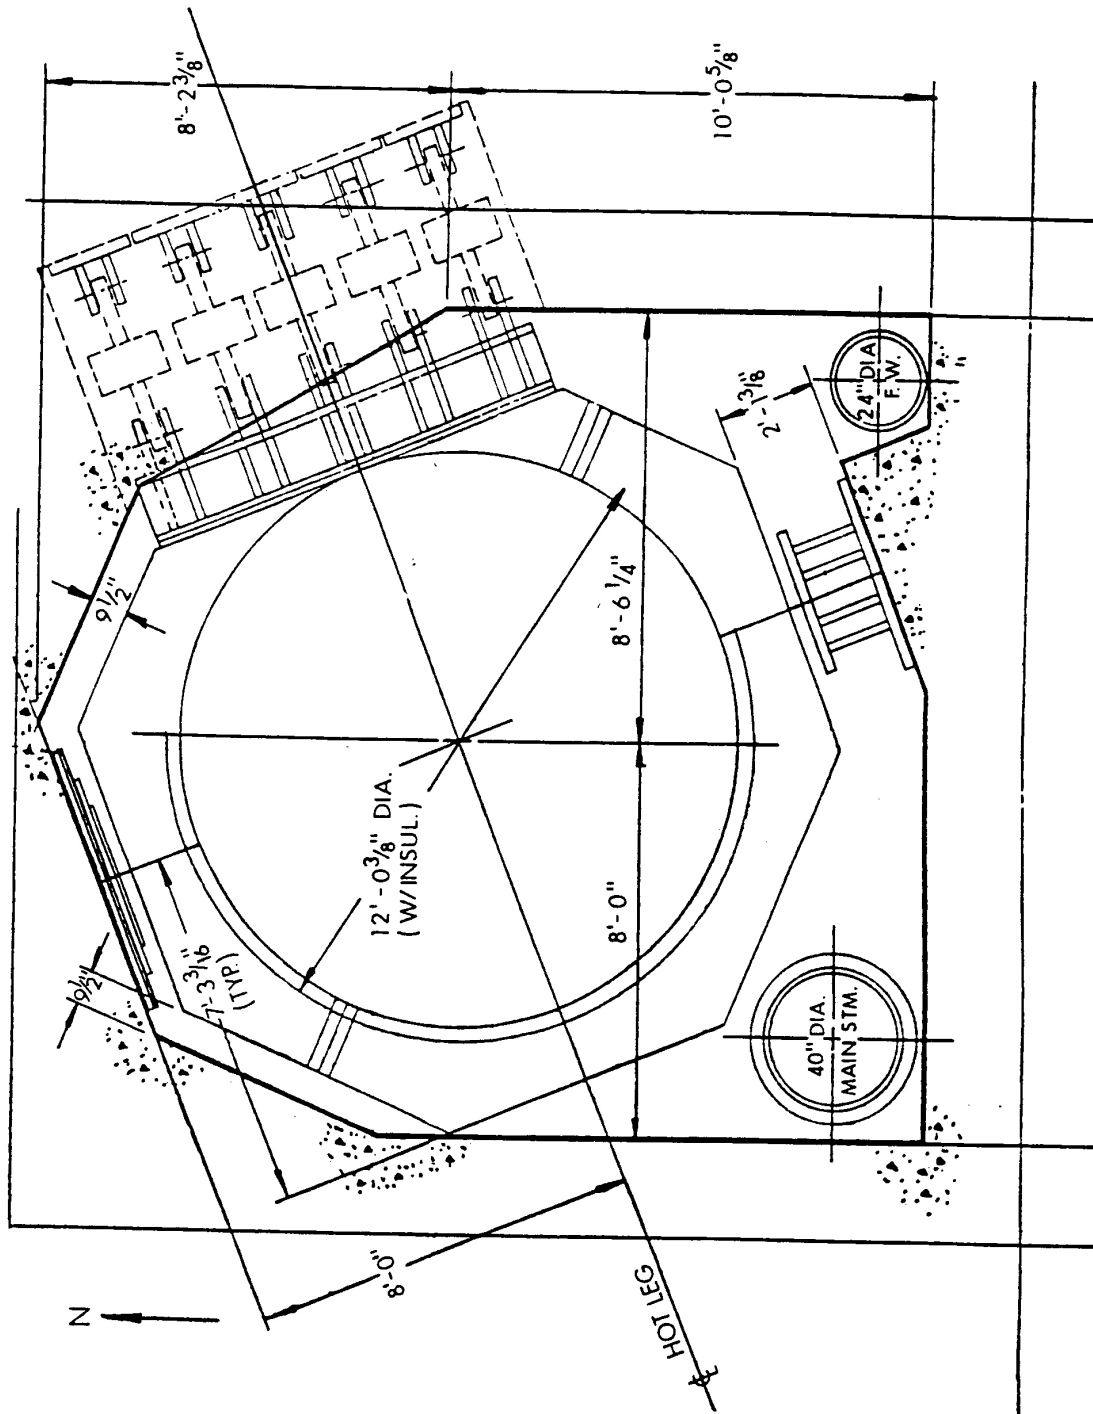 8'-2 3/8"
10'-0 5/8"
9 1/2"
2'-1 3/8"
24" DIA
F. W.
8'-6 1/4"
12'-0 3/8" DIA.
(W/INSUL.)
8'-0"
9 1/2"
7'-3 3/16"
(TYP.)
40" DIA.
MAIN STM.
8'-0"
N
℄ HOT LEG